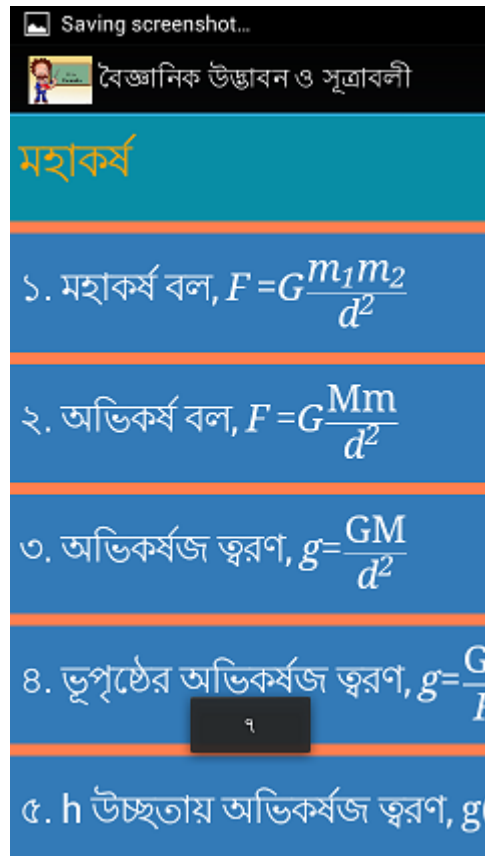 Saving screenshot...
বৈজ্ঞানিক উদ্ভাবন ও সূত্রাবলী
মহাকর্ষ
১. মহাকর্ষ বল, F =G m₁m₂/d²
২. অভিকর্ষ বল, F =G Mm/d²
৩. অভিকর্ষজ ত্বরণ, g= GM/d²
৪. ভূপৃষ্ঠের অভিকর্ষজ ত্বরণ, g= G
৭
৫. h উচ্ছতায় অভিকর্ষজ ত্বরণ, g